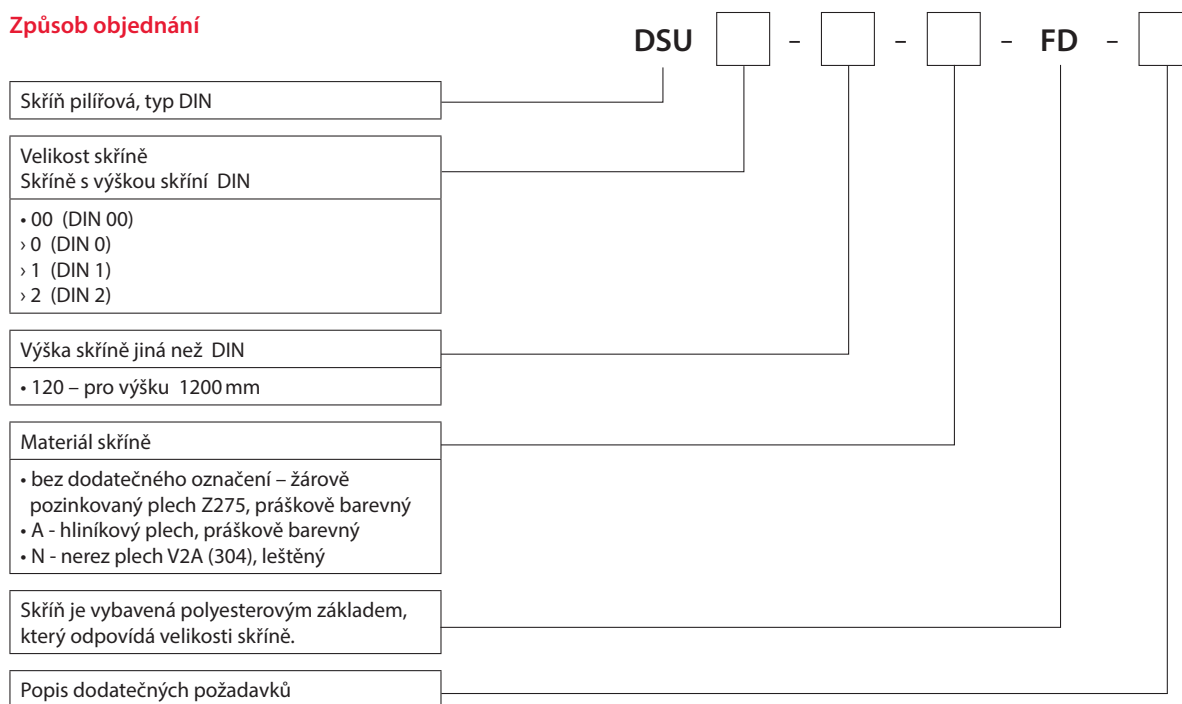 Způsob objednání
DSU – – – FD –
Skříň pilířová, typ DIN
Velikost skříně
Skříně s výškou skříní DIN
• 00 (DIN 00)
› 0 (DIN 0)
› 1 (DIN 1)
› 2 (DIN 2)
Výška skříně jiná než DIN
• 120 – pro výšku 1200 mm
Materiál skříně
• bez dodatečného označení – žárově
pozinkovaný plech Z275, práškově barevný
• A - hliníkový plech, práškově barevný
• N - nerez plech V2A (304), leštěný
Skříň je vybavená polyesterovým základem,
který odpovídá velikosti skříně.
Popis dodatečných požadavků